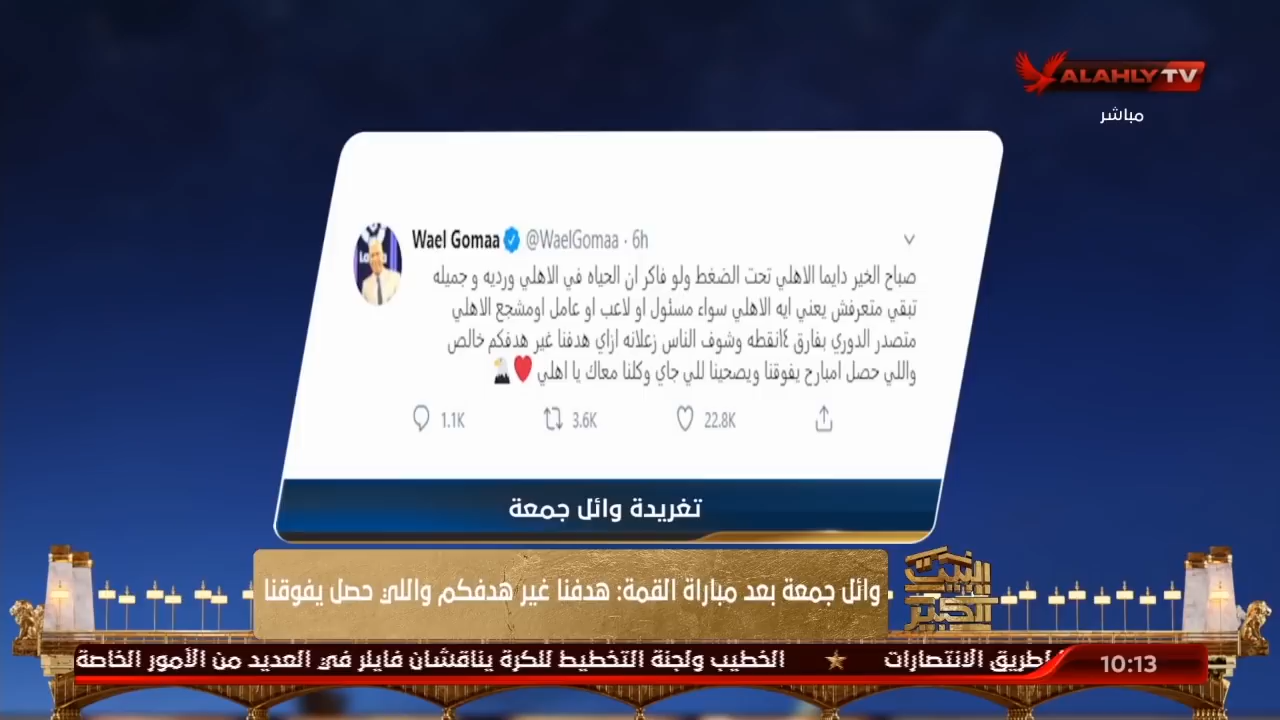 ALAHLY TV
مباشر
Wael Gomaa @WaelGomaa · 6h
صباح الخير دايما الاهلي تحت الضغط ولو فاكر ان الحياه في الاهلي ورديه و جميله
تبقي متعرفش يعني ايه الاهلي سواء مسئول او لاعب او عامل اومشجع الاهلي
متصدر الدوري بفارق ١٤نقطه وشوف الناس زعلانه ازاي هدفنا غير هدفكم خالص
واللي حصل امبارح يفوقنا ويصحينا للي جاي وكلنا معاك يا اهلي ❤️🦅
1.1K 3.6K 22.8K
تغريدة وائل جمعة
وائل جمعة بعد مباراة القمة: هدفنا غير هدفكم واللي حصل يفوقنا
البيت
الكبير
لطريق الانتصارات ★ الخطيب ولجنة التخطيط للكرة يناقشان فايلر في العديد من الأمور الخاصة
10:13